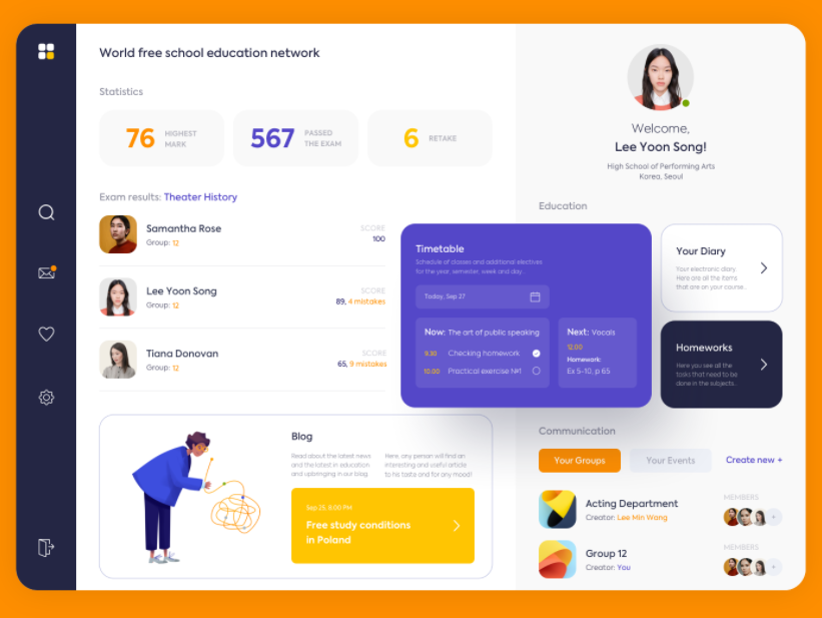 World free school education network
Statistics
76 HIGHEST
MARK
567 PASSED
THE EXAM
6 RETAKE
Exam results: Theater History
Samantha Rose
Group: 12
SCORE
100
Lee Yoon Song
Group: 12
SCORE
89, 4 mistakes
Tiana Donovan
Group: 12
SCORE
65, 9 mistakes
Blog
Read about the latest news
and the latest in education
and upbringing in our blog.
Here, any person will find an
interesting and useful article
to his taste and for any mood!
Sep 25, 8:00 PM
Free study conditions
in Poland
Welcome,
Lee Yoon Song!
High School of Performing Arts
Korea, Seoul
Education
Timetable
Schedule of classes and additional electives
for the year, semester, week and day.
Today, Sep 27
Now: The art of public speaking
9.30 Checking homework
10.00 Practical exercise №1
Next: Vocals
12.00
Homework:
Ex 5-10, p 65
Your Diary
Your electronic diary.
Here are all the items
that are on your course..
Homeworks
Here you see all the
tasks that need to be
done in the subjects..
Communication
Your Groups
Your Events
Create new +
Acting Department
Creator: Lee Min Wang
MEMBERS
+
Group 12
Creator: You
MEMBERS
+